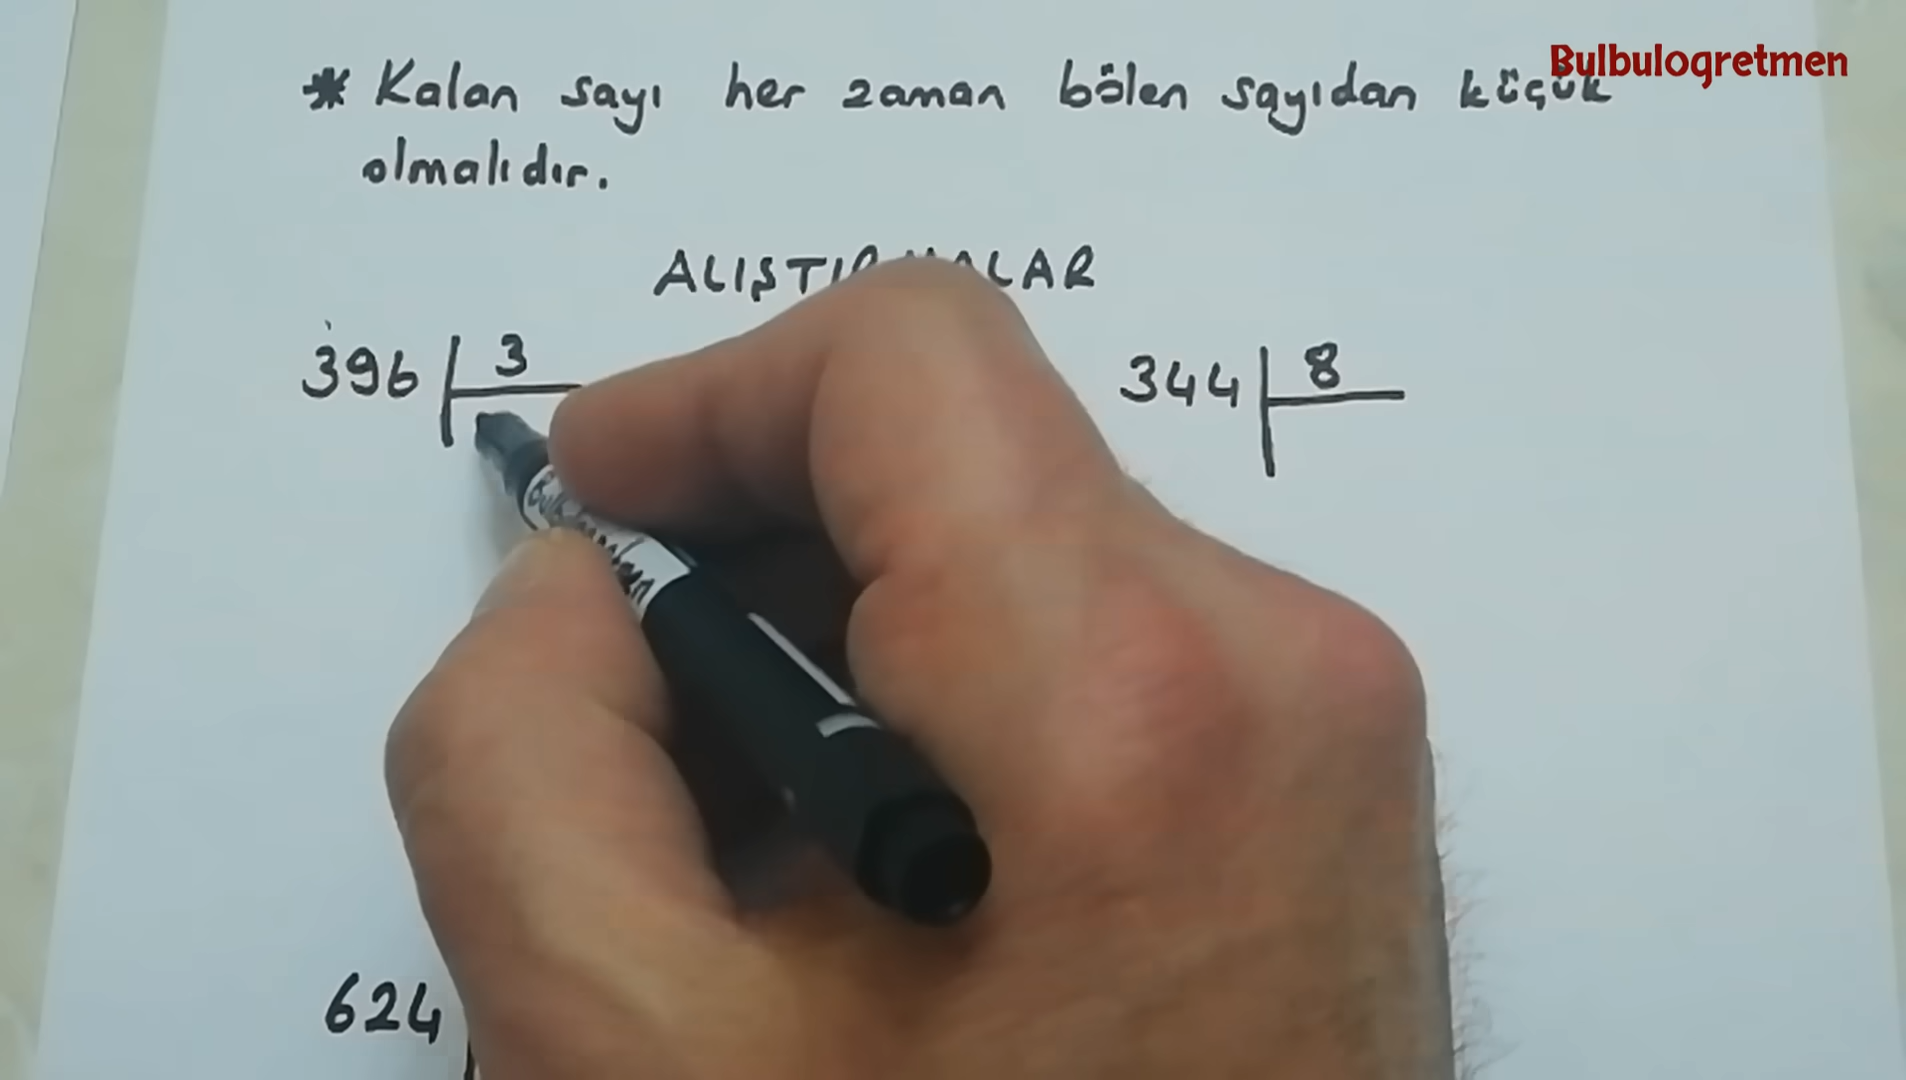 Bulbulogretmen
* Kalan sayı her zaman bölen sayıdan küçük
olmalıdır.
396 3
344 8
624